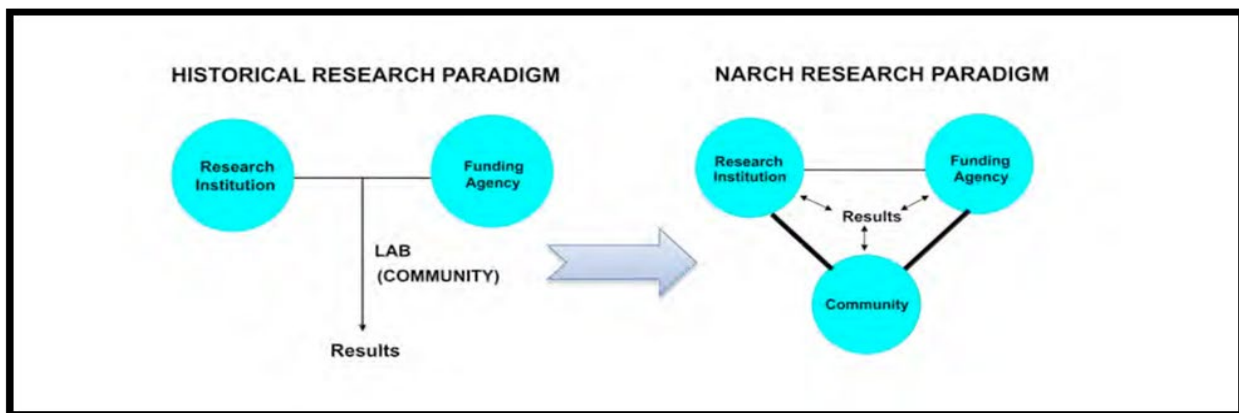 HISTORICAL RESEARCH PARADIGM
Research
Institution
Funding
Agency
LAB
(COMMUNITY)
Results
NARCH RESEARCH PARADIGM
Research
Institution
Funding
Agency
Results
Community